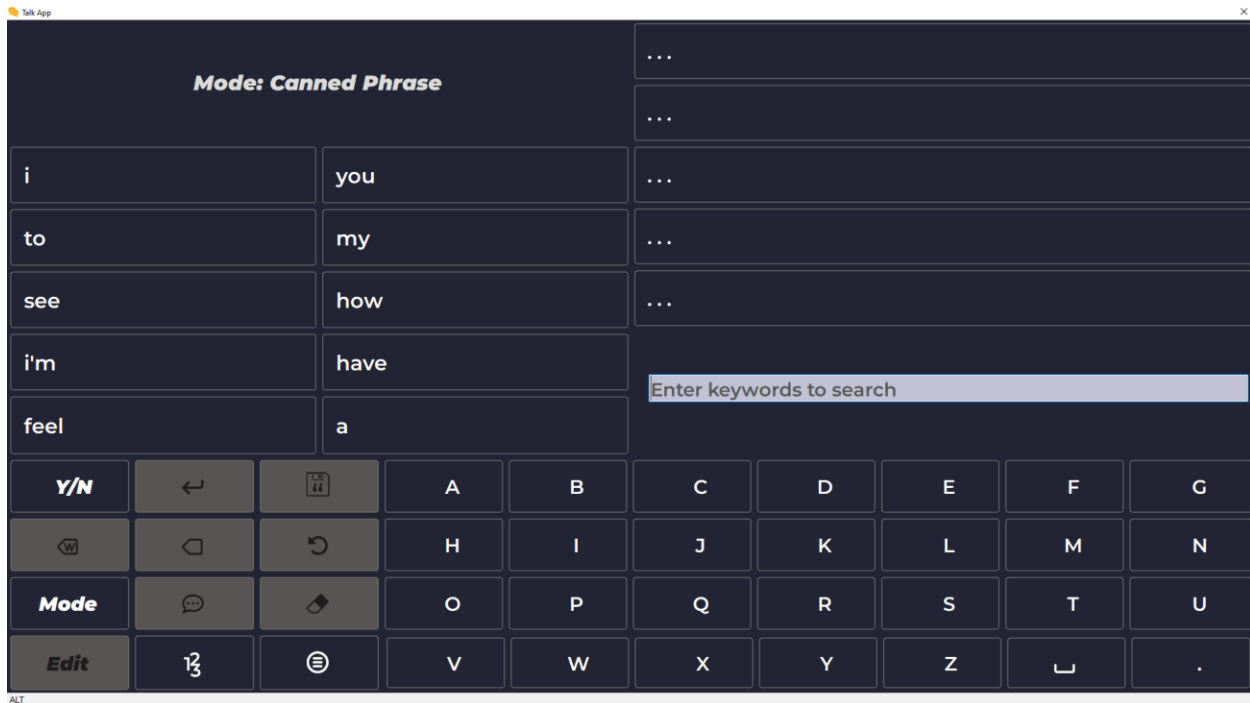 Talk App
Mode: Canned Phrase
...
...
i you ...
to my ...
see how ...
i'm have
Enter keywords to search
feel a
Y/N A B C D E F G
W H I J K L M N
Mode O P Q R S T U
Edit 123 V W X Y Z .
ALT